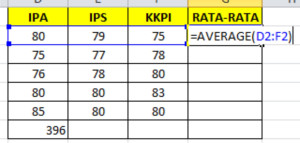 D E F G H
IPA IPS KKPI RATA-RATA
80 79 75 =AVERAGE(D2:F2)
75 77 78
76 78 80
80 80 83
85 80 80
396